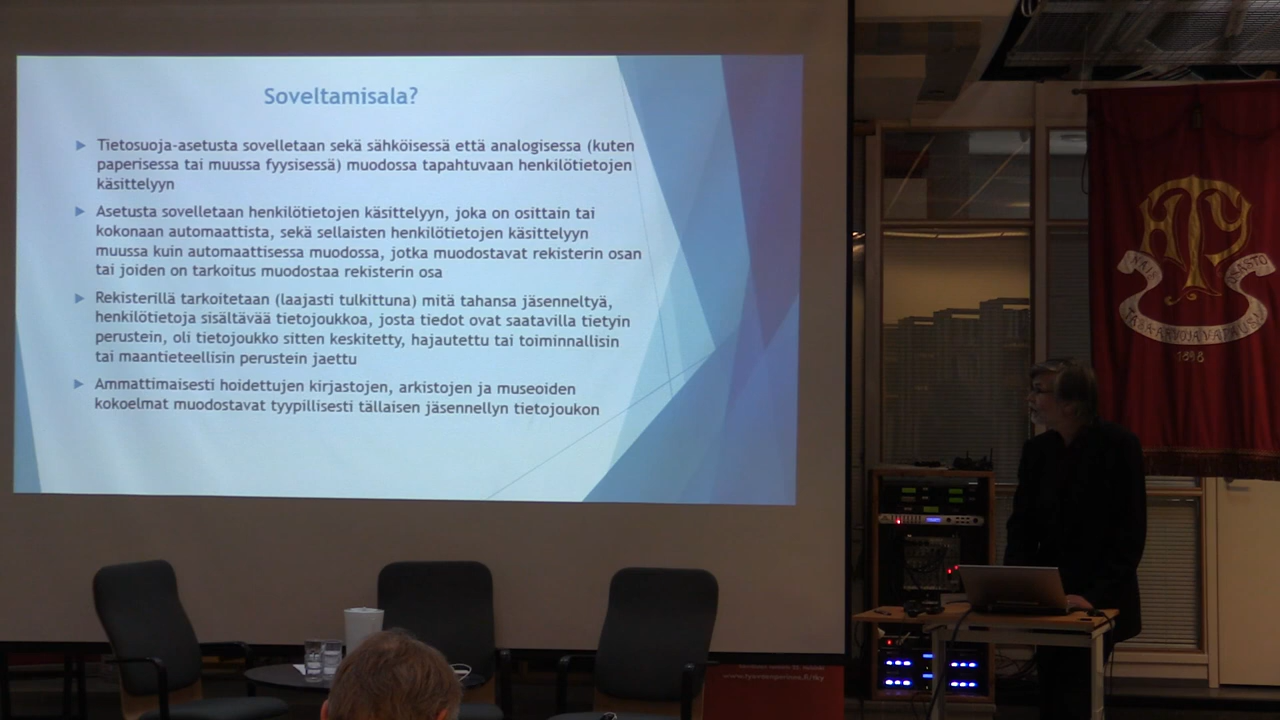 Soveltamisala?
Tietosuoja-asetusta sovelletaan sekä sähköisessä että analogisessa (kuten
paperisessa tai muussa fyysisessä) muodossa tapahtuvaan henkilötietojen
käsittelyyn
Asetusta sovelletaan henkilötietojen käsittelyyn, joka on osittain tai
kokonaan automaattista, sekä sellaisten henkilötietojen käsittelyyn
muussa kuin automaattisessa muodossa, jotka muodostavat rekisterin osan
tai joiden on tarkoitus muodostaa rekisterin osa
Rekisterillä tarkoitetaan (laajasti tulkittuna) mitä tahansa jäsenneltyä,
henkilötietoja sisältävää tietojoukkoa, josta tiedot ovat saatavilla tietyin
perustein, oli tietojoukko sitten keskitetty, hajautettu tai toiminnallisin
tai maantieteellisin perustein jaettu
Ammattimaisesti hoidettujen kirjastojen, arkistojen ja museoiden
kokoelmat muodostavat tyypillisesti tällaisen jäsennellyn tietojoukon
HTY
NAIS OSASTO
1898